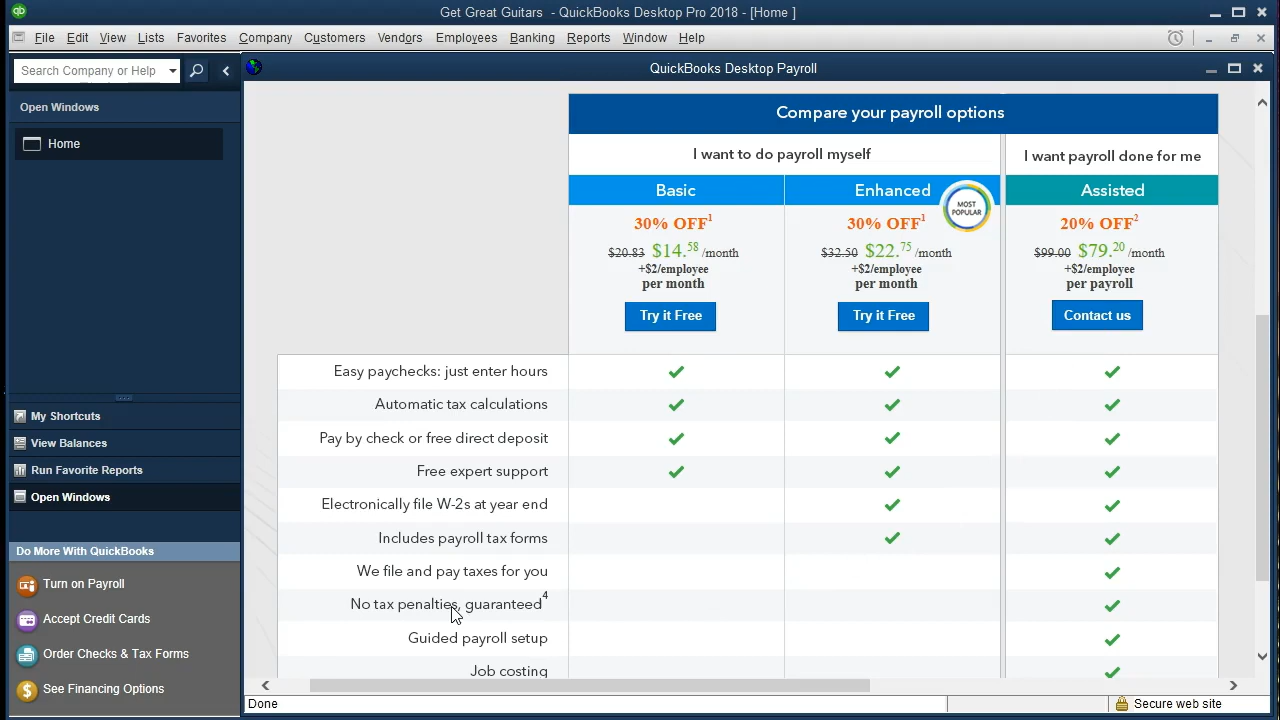 qb
Get Great Guitars - QuickBooks Desktop Pro 2018 - [Home ]
File Edit View Lists Favorites Company Customers Vendors Employees Banking Reports Window Help
Search Company or Help
QuickBooks Desktop Payroll
Open Windows
Home
My Shortcuts
View Balances
Run Favorite Reports
Open Windows
Do More With QuickBooks
Turn on Payroll
Accept Credit Cards
Order Checks & Tax Forms
$ See Financing Options
Compare your payroll options
I want to do payroll myself
I want payroll done for me
Basic Enhanced Assisted
MOST POPULAR
30% OFF1 30% OFF1 20% OFF2
$20.83 $14.58 /month $32.50 $22.75 /month $99.00 $79.20 /month
+$2/employee +$2/employee +$2/employee
per month per month per payroll
Try it Free Try it Free Contact us
Easy paychecks: just enter hours
Automatic tax calculations
Pay by check or free direct deposit
Free expert support
Electronically file W-2s at year end
Includes payroll tax forms
We file and pay taxes for you
No tax penalties, guaranteed4
Guided payroll setup
Job costing
Done
Secure web site